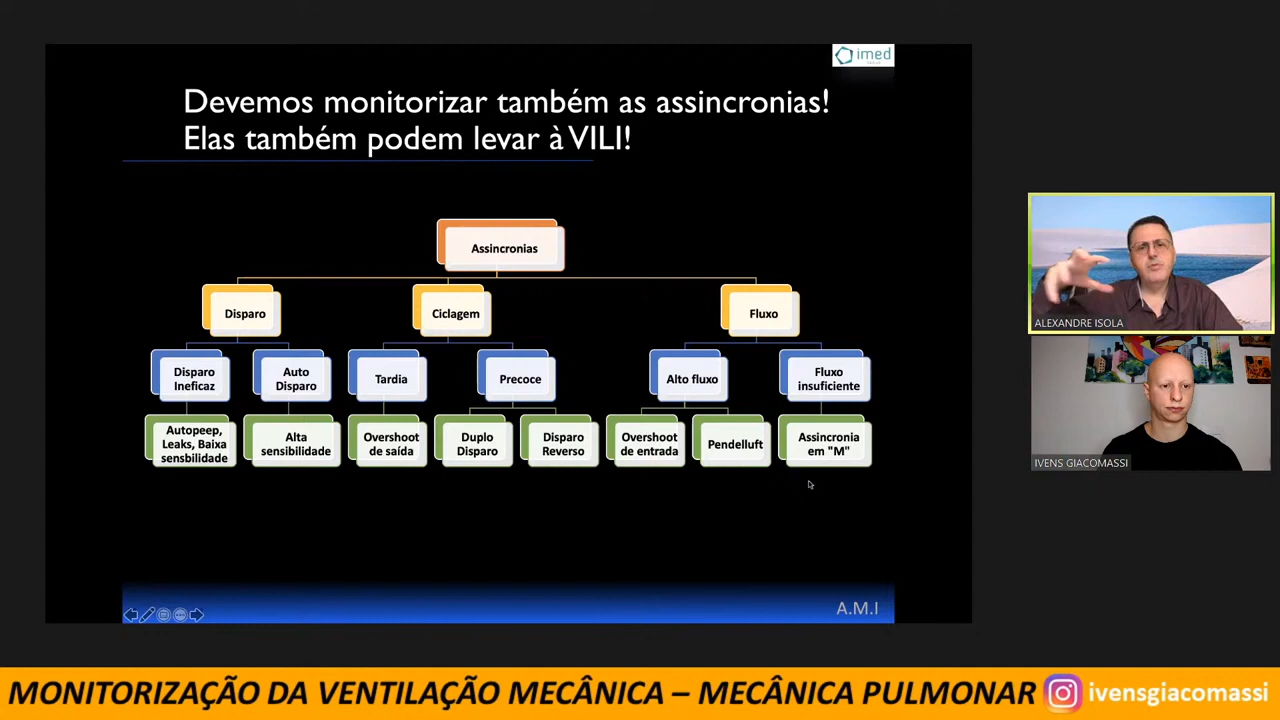 imed
Devemos monitorizar também as assincronias!
Elas também podem levar à VILI!
Assincronias
Disparo
Ciclagem
Fluxo
Disparo
Ineficaz
Auto
Disparo
Tardia
Precoce
Alto fluxo
Fluxo
insuficiente
Autopeep,
Leaks, Baixa
sensbilidade
Alta
sensibilidade
Overshoot
de saída
Duplo
Disparo
Disparo
Reverso
Overshoot
de entrada
Pendelluft
Assincronia
em "M"
A.M.I
ALEXANDRE ISOLA
IVENS GIACOMASSI
MONITORIZAÇÃO DA VENTILAÇÃO MECÂNICA – MECÂNICA PULMONAR
ivensgiacomassi